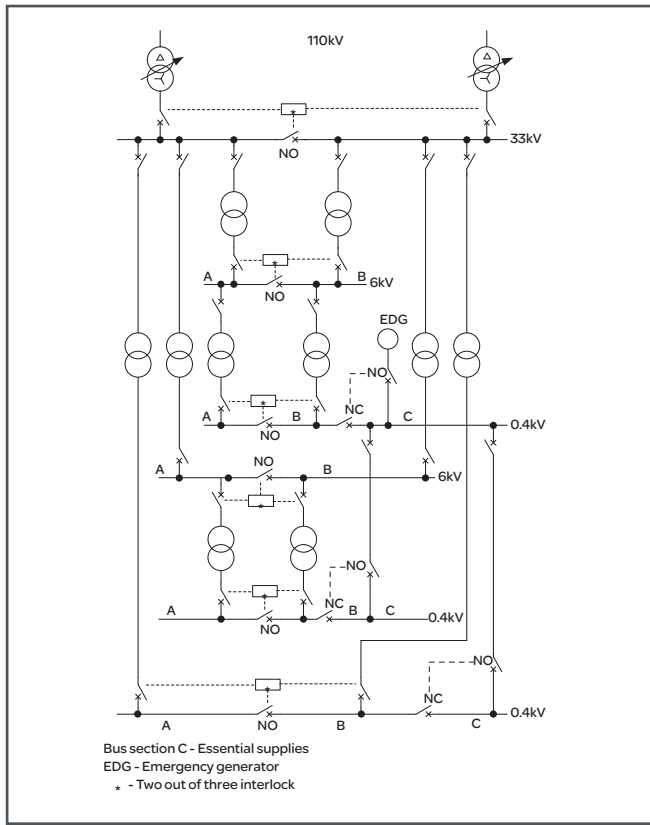 110kV
* 
33kV
NO
*
A
B
6kV
NO
EDG
NO
*
NC
A
B
C
0.4kV
NO
NO
A
B
6kV
*
NO
*
NC
A
B
C
0.4kV
NO
NO
*
NC
A
NO
B
C
0.4kV
Bus section C - Essential supplies
EDG - Emergency generator
* - Two out of three interlock